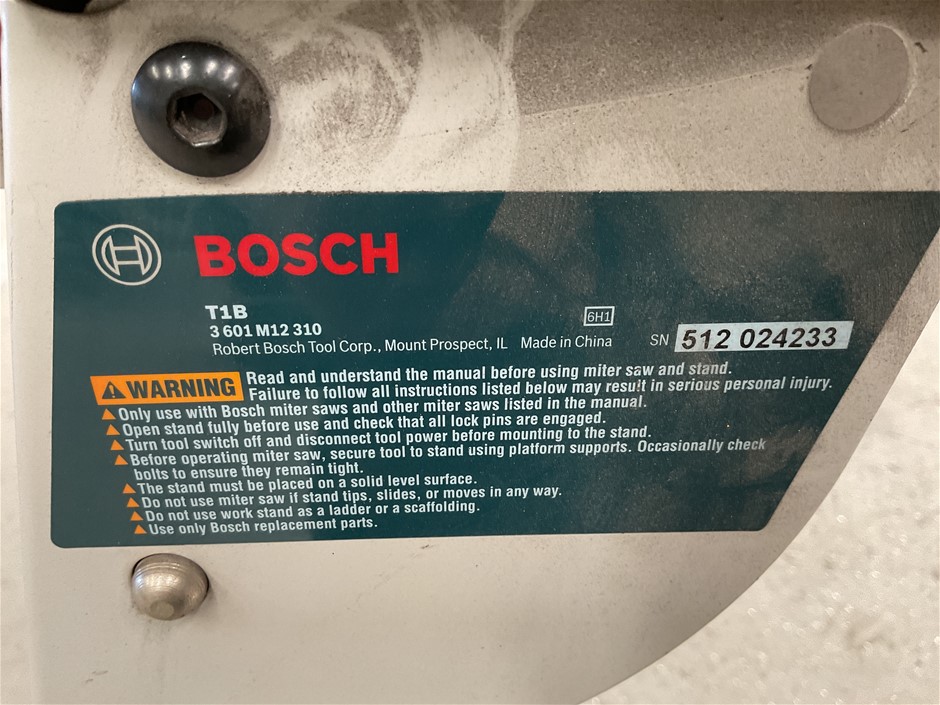 BOSCH
T1B
3 601 M12 310
6H1
Robert Bosch Tool Corp., Mount Prospect, IL Made in China SN 512 024233
WARNING Read and understand the manual before using miter saw and stand.
Failure to follow all instructions listed below may result in serious personal injury.
Only use with Bosch miter saws and other miter saws listed in the manual.
Open stand fully before use and check that all lock pins are engaged.
Turn tool switch off and disconnect tool power before mounting to the stand.
Before operating miter saw, secure tool to stand using platform supports. Occasionally check
bolts to ensure they remain tight.
The stand must be placed on a solid level surface.
Do not use miter saw if stand tips, slides, or moves in any way.
Do not use work stand as a ladder or a scaffolding.
Use only Bosch replacement parts.